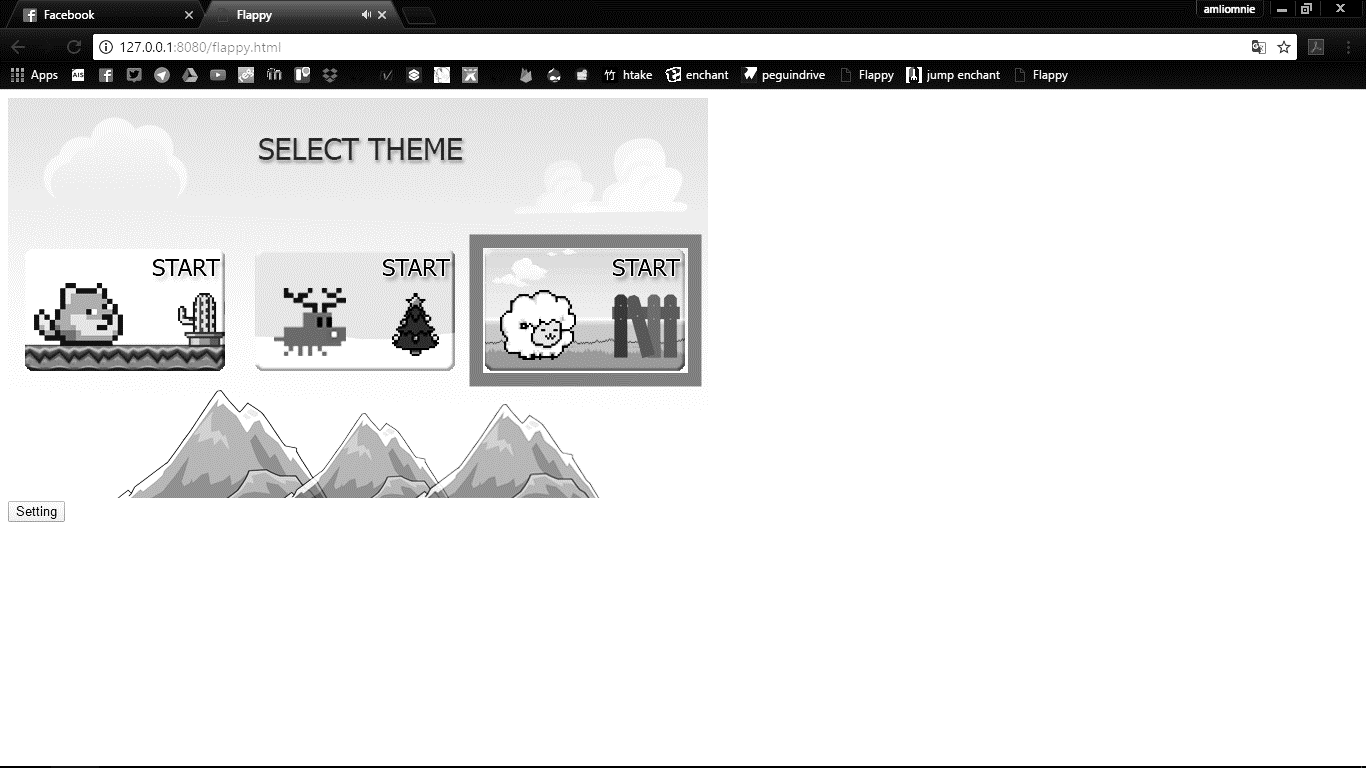 amliomnie
Facebook
Flappy
127.0.0.1:8080/flappy.html
Apps
AIS
htake
enchant
peguindrive
Flappy
jump enchant
Flappy
SELECT THEME
START
START
START
Setting